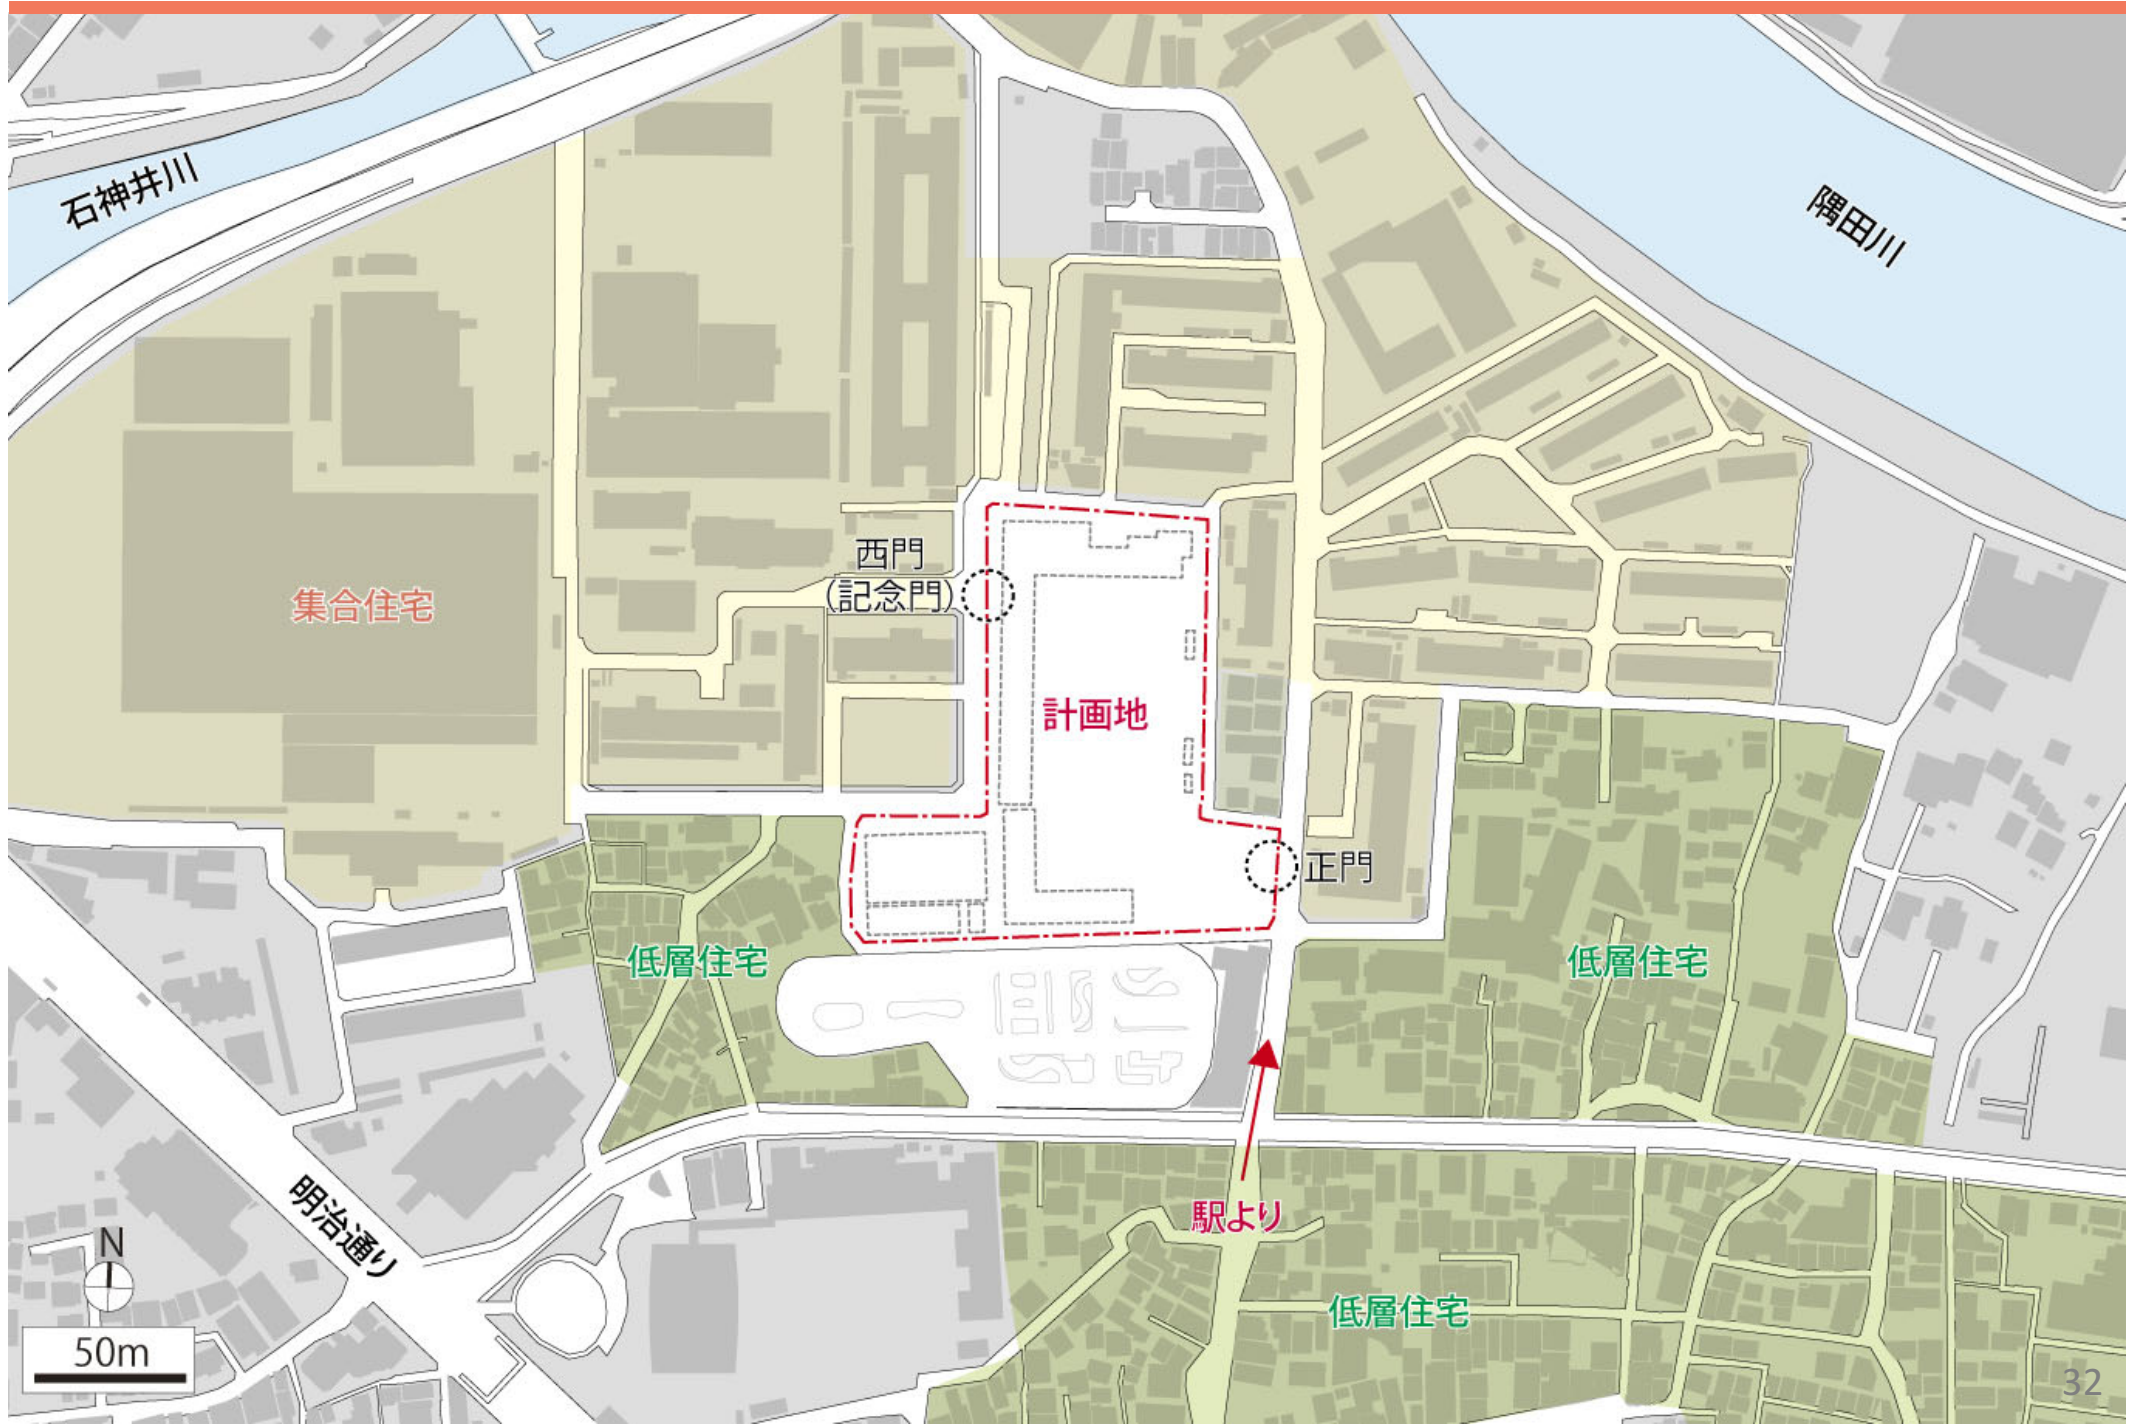 石神井川
隅田川
西門
(記念門)
集合住宅
計画地
正門
低層住宅
低層住宅
明治通り
駅より
N
低層住宅
50m
32